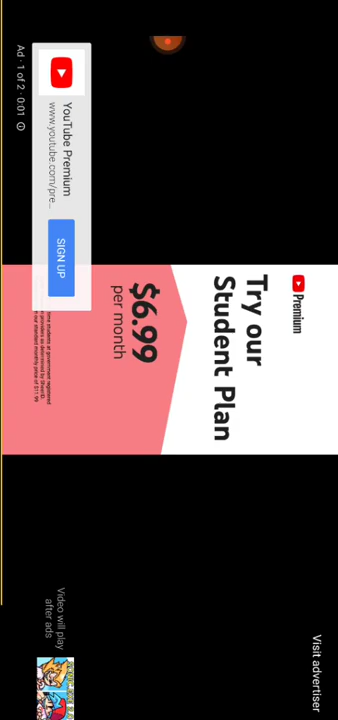 Visit advertiser
Premium
Try our
Student Plan
$6.99
per month
YouTube Premium
www.youtube.com/pre...
SIGN UP
Ad · 1 of 2 · 0:01
Video will play
after ads